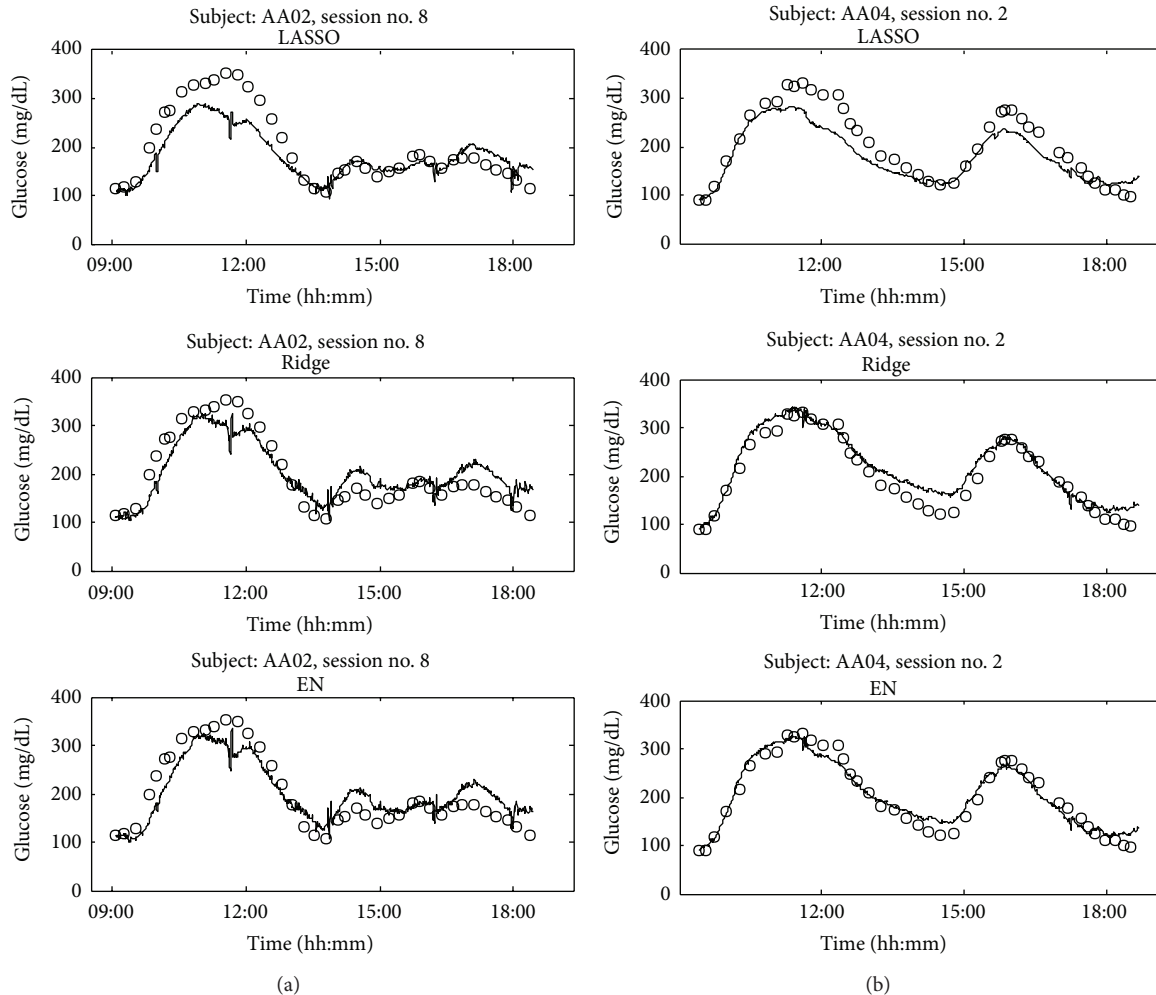 Subject: AA02, session no. 8
LASSO
400
300
200
100
0
Glucose (mg/dL)
09:00 12:00 15:00 18:00
Time (hh:mm)
Subject: AA02, session no. 8
Ridge
400
300
200
100
0
Glucose (mg/dL)
09:00 12:00 15:00 18:00
Time (hh:mm)
Subject: AA02, session no. 8
EN
400
300
200
100
0
Glucose (mg/dL)
09:00 12:00 15:00 18:00
Time (hh:mm)
(a)
Subject: AA04, session no. 2
LASSO
400
300
200
100
0
Glucose (mg/dL)
12:00 15:00 18:00
Time (hh:mm)
Subject: AA04, session no. 2
Ridge
400
300
200
100
0
Glucose (mg/dL)
12:00 15:00 18:00
Time (hh:mm)
Subject: AA04, session no. 2
EN
400
300
200
100
0
Glucose (mg/dL)
12:00 15:00 18:00
Time (hh:mm)
(b)